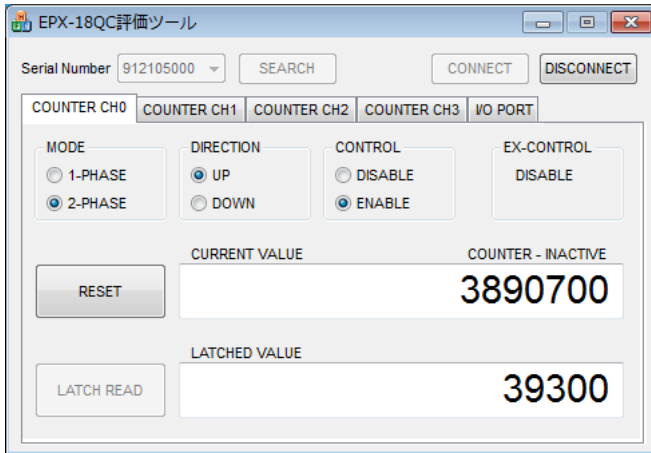 EPX-18QC評価ツール
Serial Number 912105000 SEARCH CONNECT DISCONNECT
COUNTER CH0 COUNTER CH1 COUNTER CH2 COUNTER CH3 I/O PORT
MODE DIRECTION CONTROL EX-CONTROL
1-PHASE UP DISABLE DISABLE
2-PHASE DOWN ENABLE
CURRENT VALUE COUNTER - INACTIVE
RESET 3890700
LATCHED VALUE
LATCH READ 39300